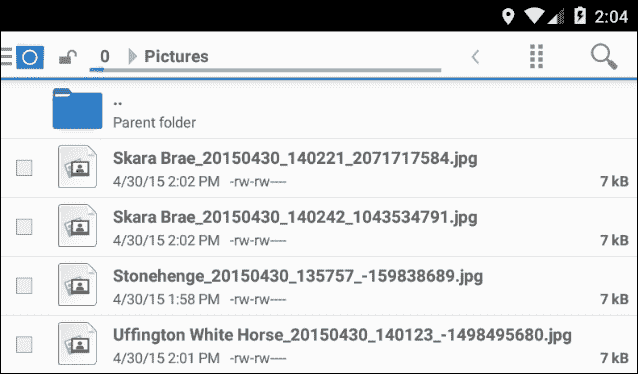 2:04
0 Pictures
..
Parent folder
Skara Brae_20150430_140221_2071717584.jpg
4/30/15 2:02 PM -rw-rw---- 7 kB
Skara Brae_20150430_140242_1043534791.jpg
4/30/15 2:02 PM -rw-rw---- 7 kB
Stonehenge_20150430_135757_-159838689.jpg
4/30/15 1:58 PM -rw-rw---- 7 kB
Uffington White Horse_20150430_140123_-1498495680.jpg
4/30/15 2:01 PM -rw-rw---- 7 kB